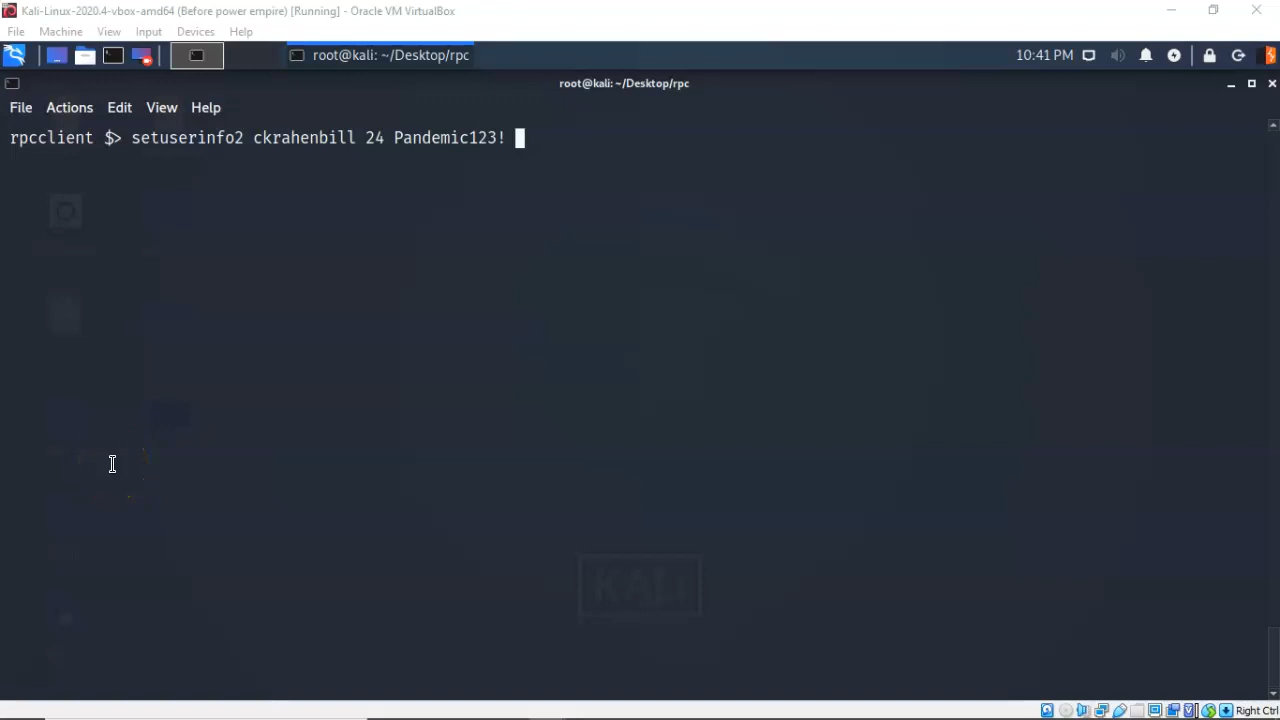 Kali-Linux-2020.4-vbox-amd64 (Before power empire) [Running] - Oracle VM VirtualBox
File Machine View Input Devices Help
root@kali: ~/Desktop/rpc 10:41 PM
root@kali: ~/Desktop/rpc
File Actions Edit View Help
rpcclient $> setuserinfo2 ckrahenbill 24 Pandemic123!
KALI
Right Ctrl